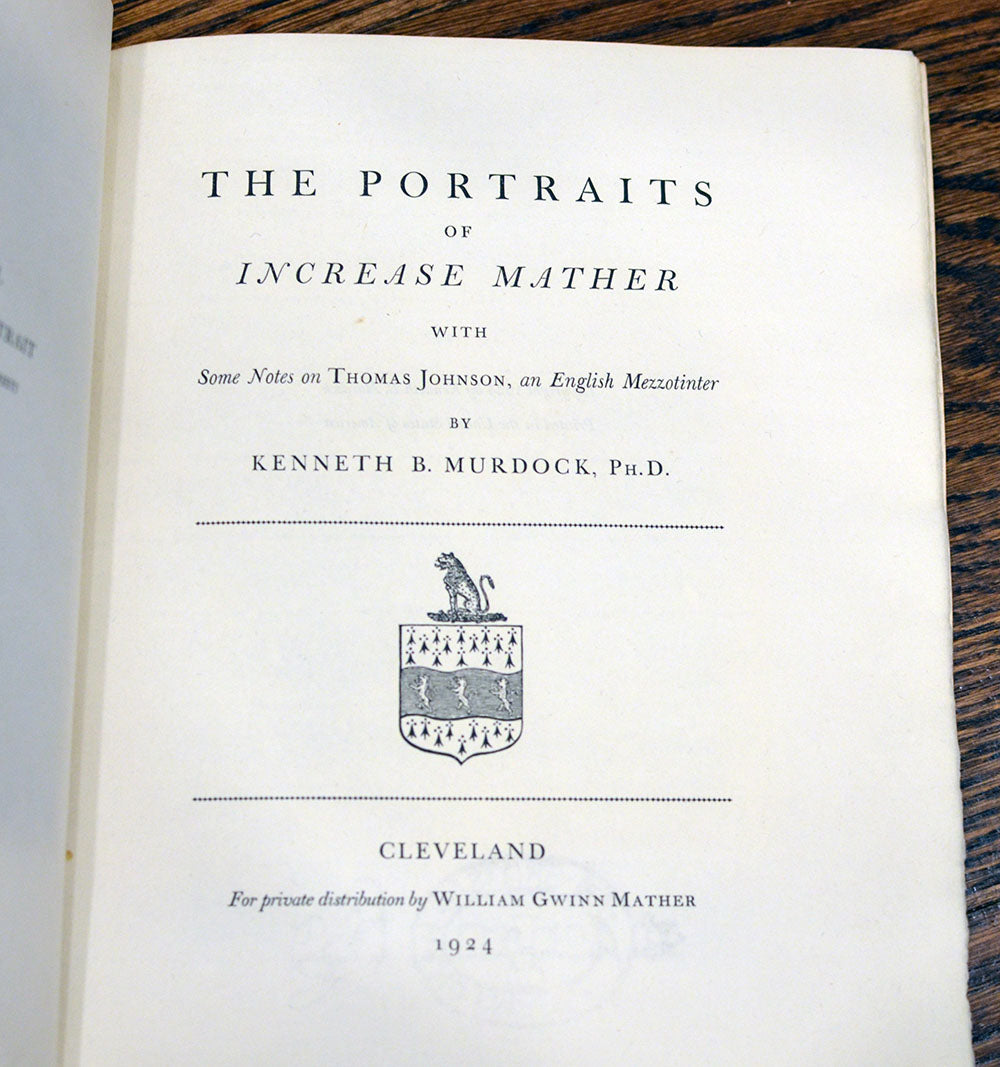 THE PORTRAITS
OF
INCREASE MATHER
WITH
Some Notes on THOMAS JOHNSON, an English Mezzotinter
BY
KENNETH B. MURDOCK, PH.D.
CLEVELAND
For private distribution by WILLIAM GWINN MATHER
1924